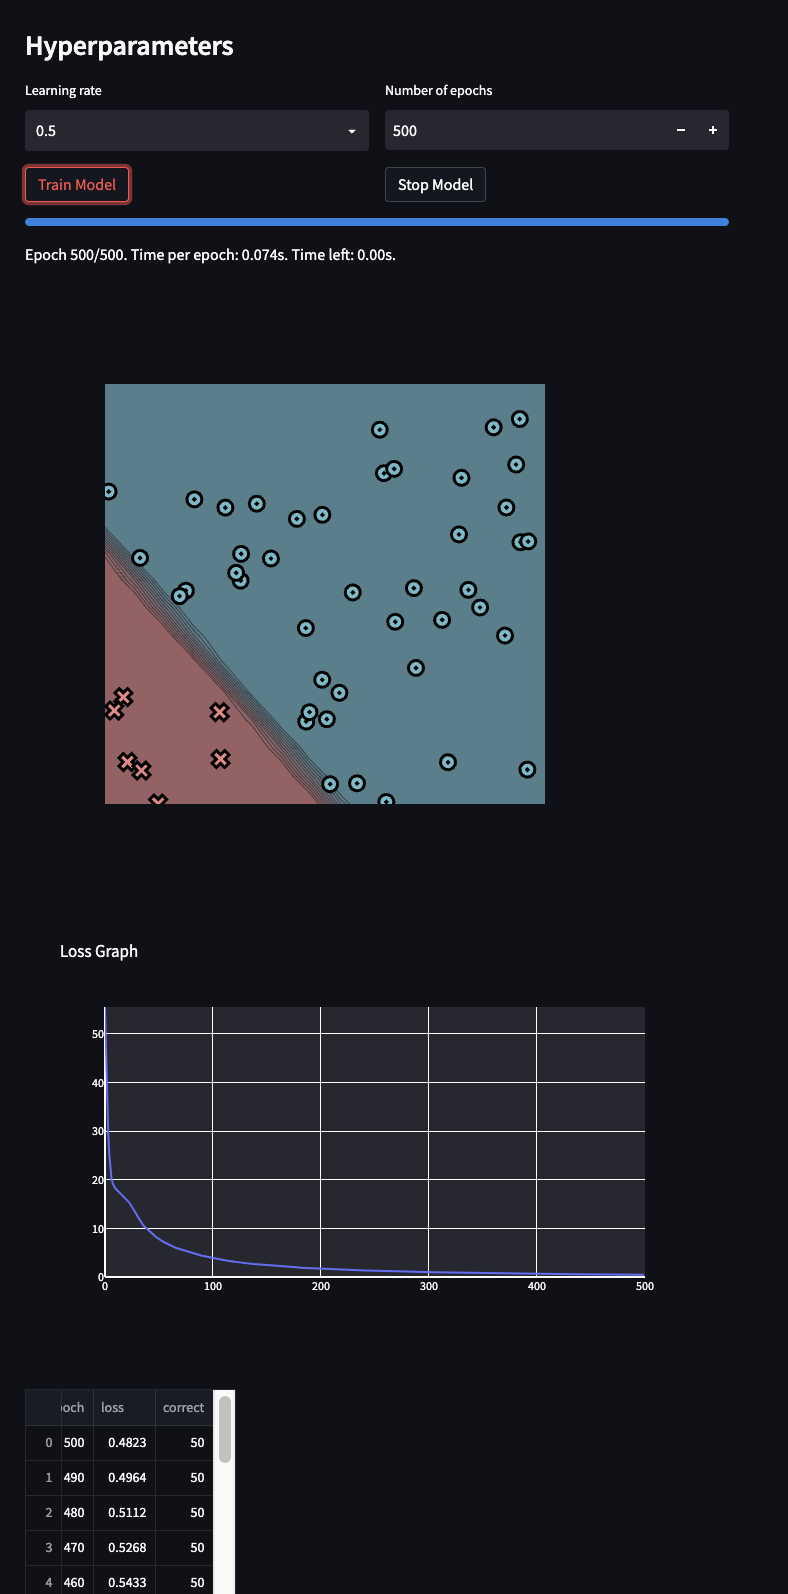 Hyperparameters
Learning rate Number of epochs
0.5 500 − +
Train Model Stop Model
Epoch 500/500. Time per epoch: 0.074s. Time left: 0.00s.
Loss Graph
50
40
30
20
10
0
0 100 200 300 400 500
och loss correct
0 500 0.4823 50
1 490 0.4964 50
2 480 0.5112 50
3 470 0.5268 50
4 460 0.5433 50